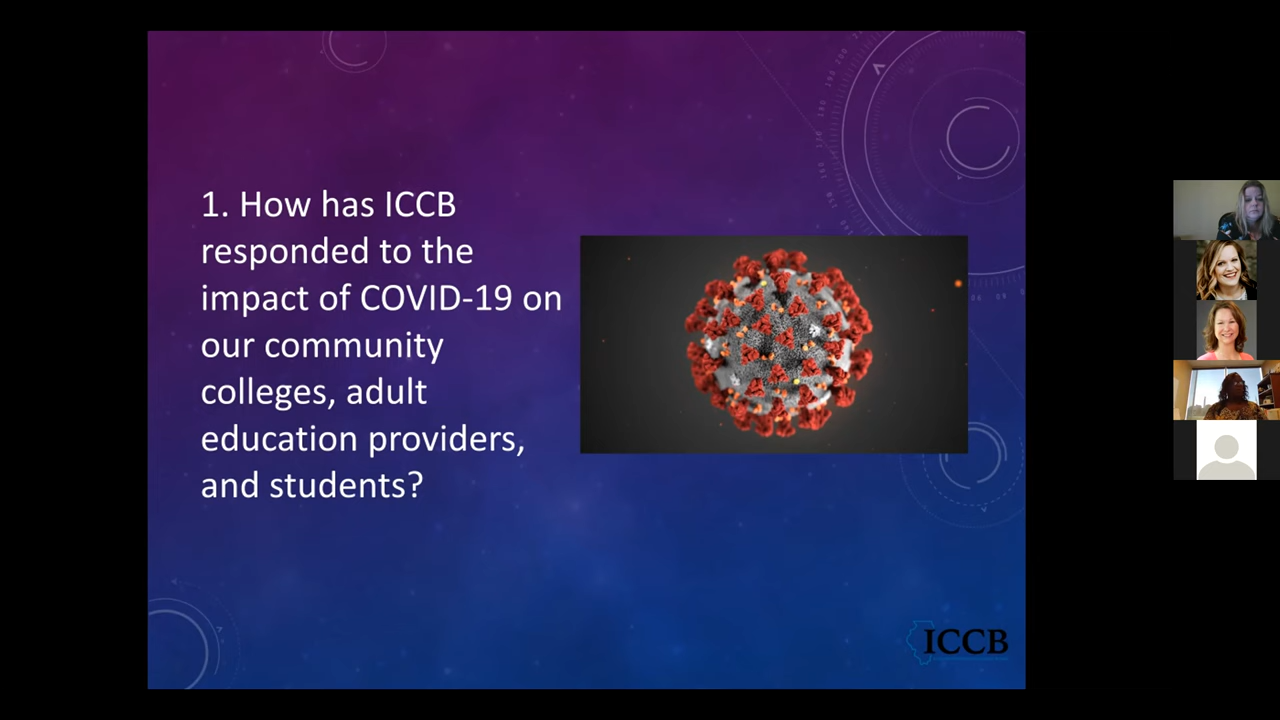 1. How has ICCB
responded to the
impact of COVID-19 on
our community
colleges, adult
education providers,
and students?
ICCB